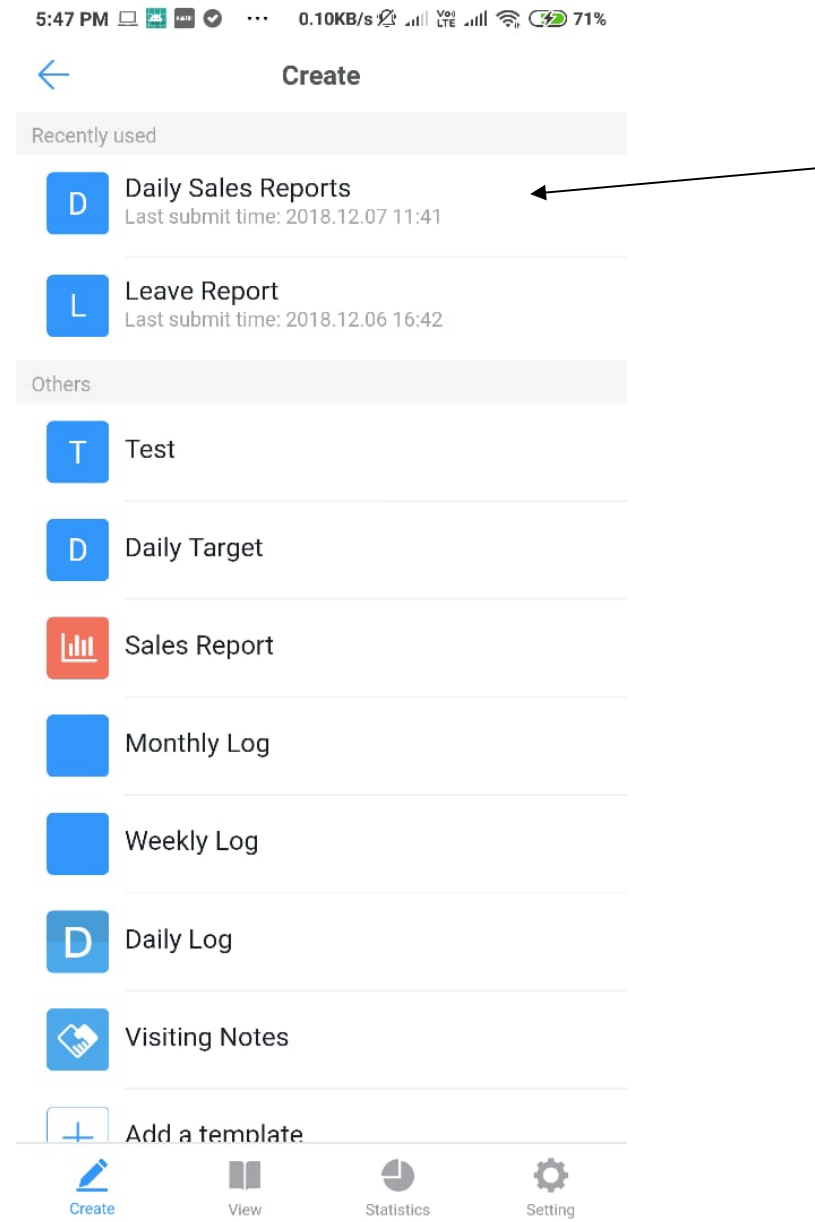 5:47 PM ... 0.10KB/s Vo) LTE 71%
Create
Recently used
D
Daily Sales Reports
Last submit time: 2018.12.07 11:41
L
Leave Report
Last submit time: 2018.12.06 16:42
Others
T
Test
D
Daily Target
Sales Report
Monthly Log
Weekly Log
D
Daily Log
Visiting Notes
Add a template
Create View Statistics Setting